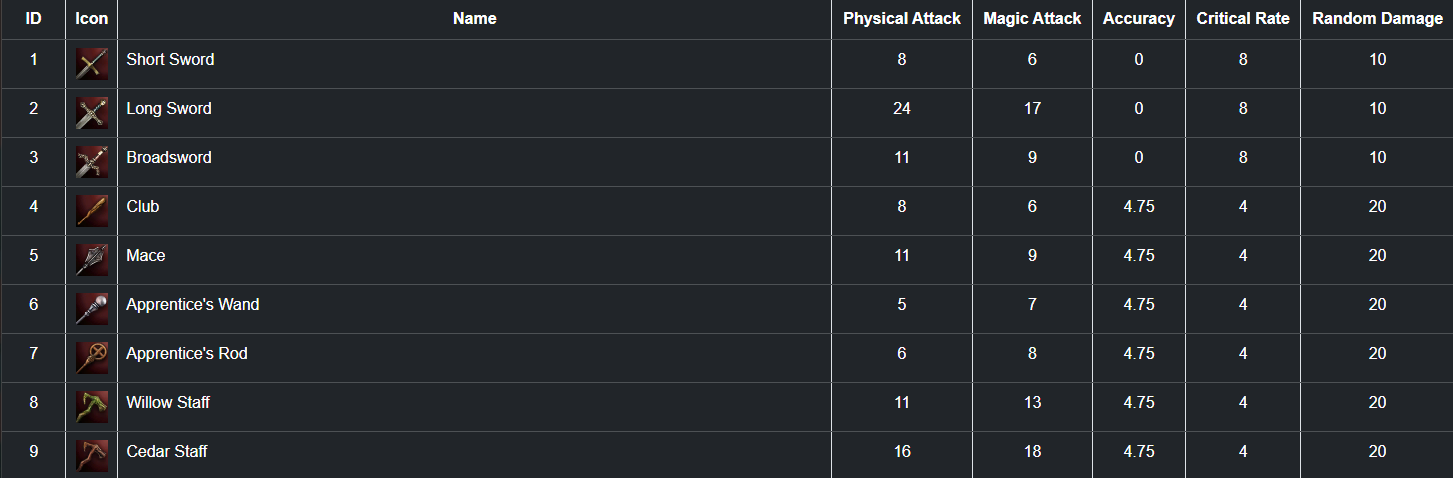 ID Icon Name Physical Attack Magic Attack Accuracy Critical Rate Random Damage
1 Short Sword 8 6 0 8 10
2 Long Sword 24 17 0 8 10
3 Broadsword 11 9 0 8 10
4 Club 8 6 4.75 4 20
5 Mace 11 9 4.75 4 20
6 Apprentice's Wand 5 7 4.75 4 20
7 Apprentice's Rod 6 8 4.75 4 20
8 Willow Staff 11 13 4.75 4 20
9 Cedar Staff 16 18 4.75 4 20